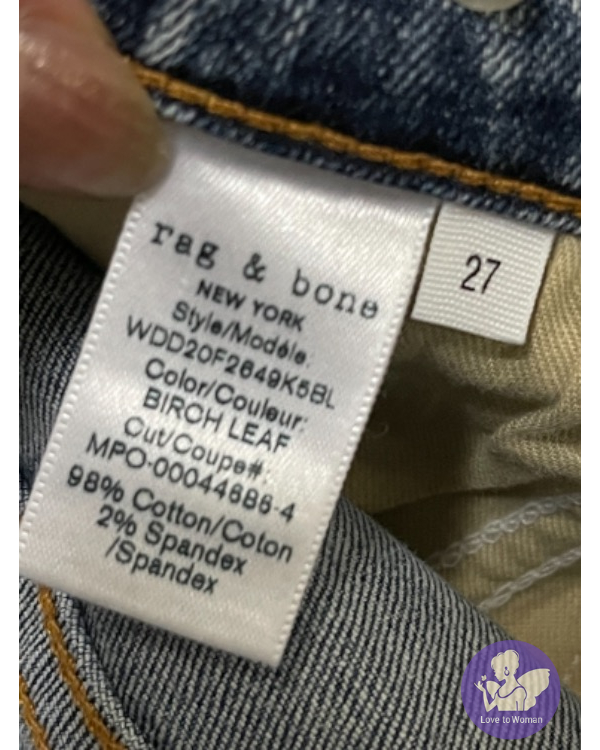 rag & bone
NEW YORK
Style/Modéle:
WDD20F2649K5BL
Color/Couleur:
BIRCH LEAF
Cut/Coupe#:
MPO-00044686-4
98% Cotton/Coton
2% Spandex
/Spandex
27
Love to Woman